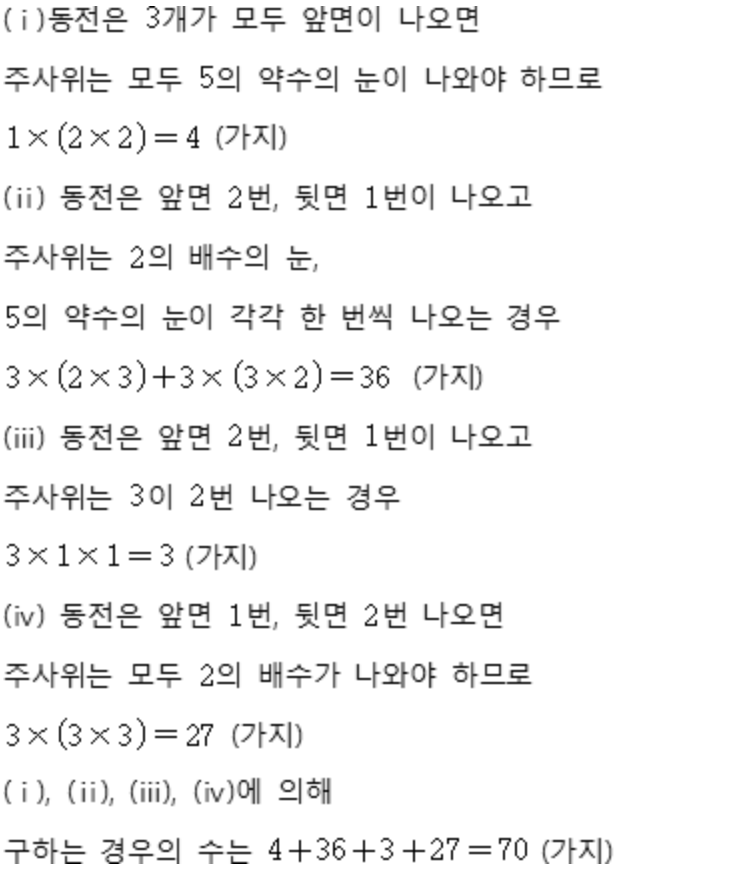 (ⅰ)동전은 3개가 모두 앞면이 나오면
주사위는 모두 5의 약수의 눈이 나와야 하므로
1×(2×2)=4 (가지)
(ii) 동전은 앞면 2번, 뒷면 1번이 나오고
주사위는 2의 배수의 눈,
5의 약수의 눈이 각각 한 번씩 나오는 경우
3×(2×3)+3×(3×2)=36 (가지)
(iii) 동전은 앞면 2번, 뒷면 1번이 나오고
주사위는 3이 2번 나오는 경우
3×1×1=3 (가지)
(iv) 동전은 앞면 1번, 뒷면 2번 나오면
주사위는 모두 2의 배수가 나와야 하므로
3×(3×3)=27 (가지)
(ⅰ), (ii), (iii), (iv)에 의해
구하는 경우의 수는 4+36+3+27=70 (가지)